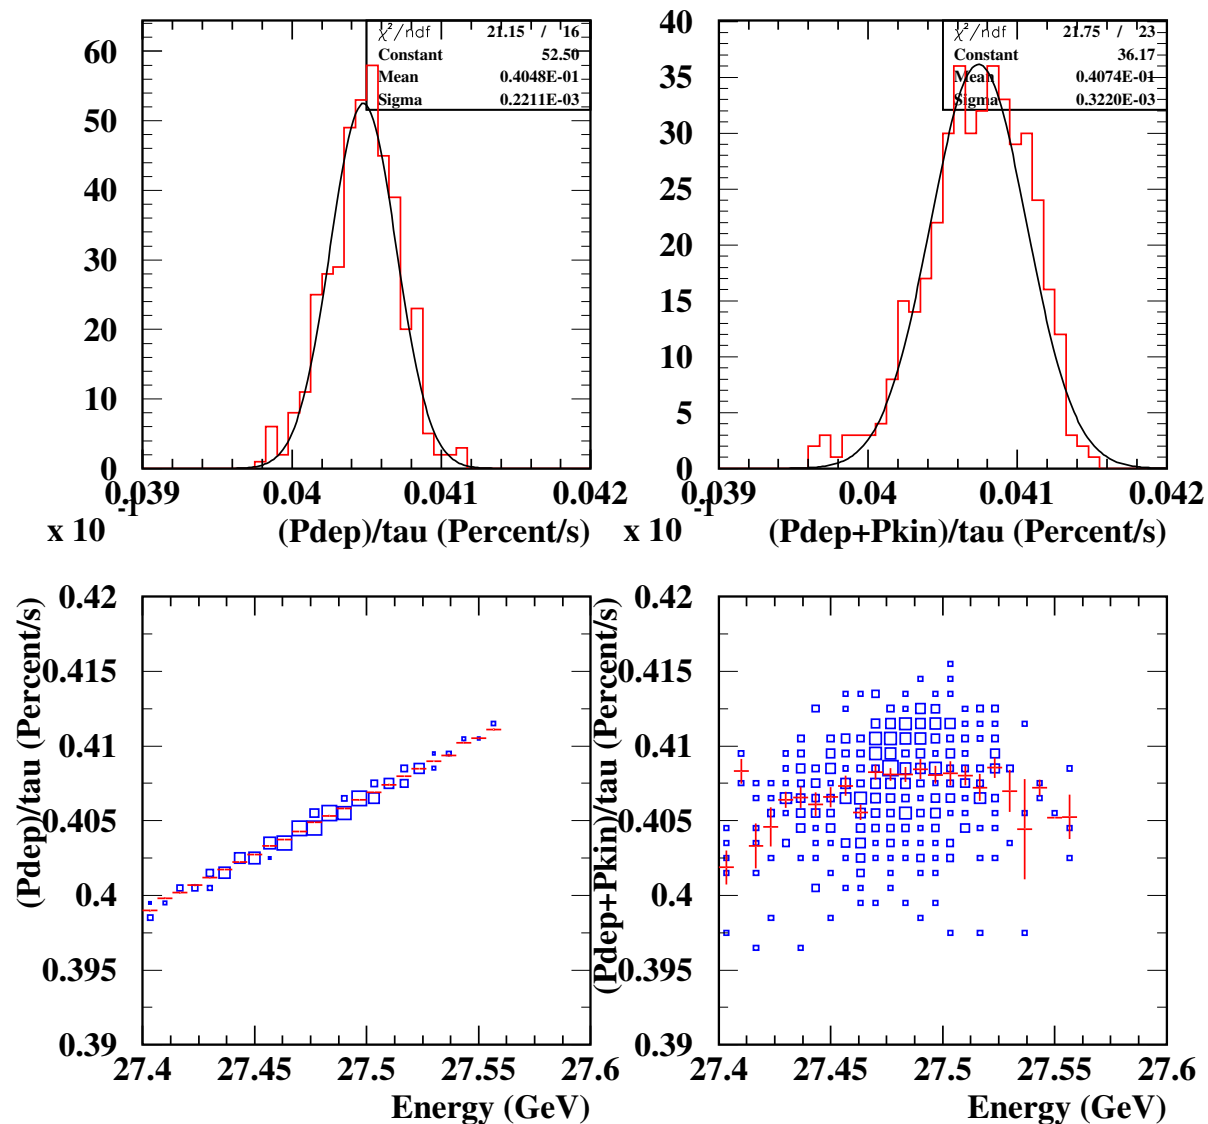 χ²/ndf 21.15 / 16
Constant 52.50
Mean 0.4048E-01
Sigma 0.2211E-03
60
50
40
30
20
10
0
0.039 0.04 0.041 0.042
x 10 -1
(Pdep)/tau (Percent/s)
χ²/ndf 21.75 / 23
Constant 36.17
Mean 0.4074E-01
Sigma 0.3220E-03
40
35
30
25
20
15
10
5
0
0.039 0.04 0.041 0.042
x 10 -1
(Pdep+Pkin)/tau (Percent/s)
(Pdep)/tau (Percent/s)
0.42
0.415
0.41
0.405
0.4
0.395
0.39
27.4 27.45 27.5 27.55 27.6
Energy (GeV)
(Pdep+Pkin)/tau (Percent/s)
0.42
0.415
0.41
0.405
0.4
0.395
0.39
27.4 27.45 27.5 27.55 27.6
Energy (GeV)